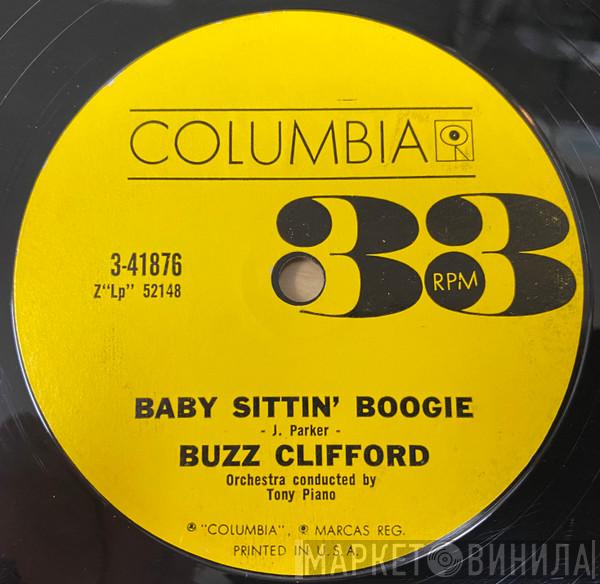 COLUMBIA
33
RPM
3-41876
Z"Lp" 52148
BABY SITTIN' BOOGIE
- J. Parker -
BUZZ CLIFFORD
Orchestra conducted by
Tony Piano
"COLUMBIA", MARCAS REG.
PRINTED IN U.S.A.
МАРКЕТ ВИНИЛА